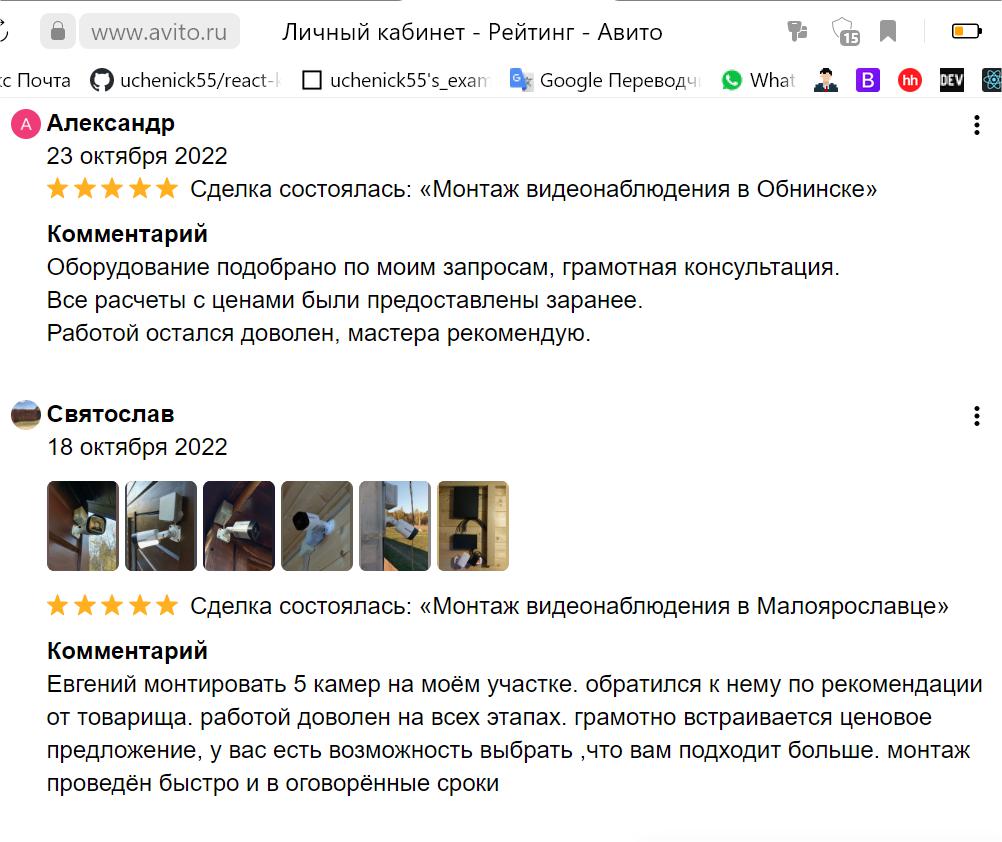 www.avito.ru Личный кабинет - Рейтинг - Авито 15
кс Почта uchenick55/react- uchenick55's_exam Google Переводч What B hh DEV
А Александр
23 октября 2022
Сделка состоялась: «Монтаж видеонаблюдения в Обнинске»
Комментарий
Оборудование подобрано по моим запросам, грамотная консультация.
Все расчеты с ценами были предоставлены заранее.
Работой остался доволен, мастера рекомендую.
Святослав
18 октября 2022
Сделка состоялась: «Монтаж видеонаблюдения в Малоярославце»
Комментарий
Евгений монтировать 5 камер на моём участке. обратился к нему по рекомендации
от товарища. работой доволен на всех этапах. грамотно встраивается ценовое
предложение, у вас есть возможность выбрать ,что вам подходит больше. монтаж
проведён быстро и в оговорённые сроки